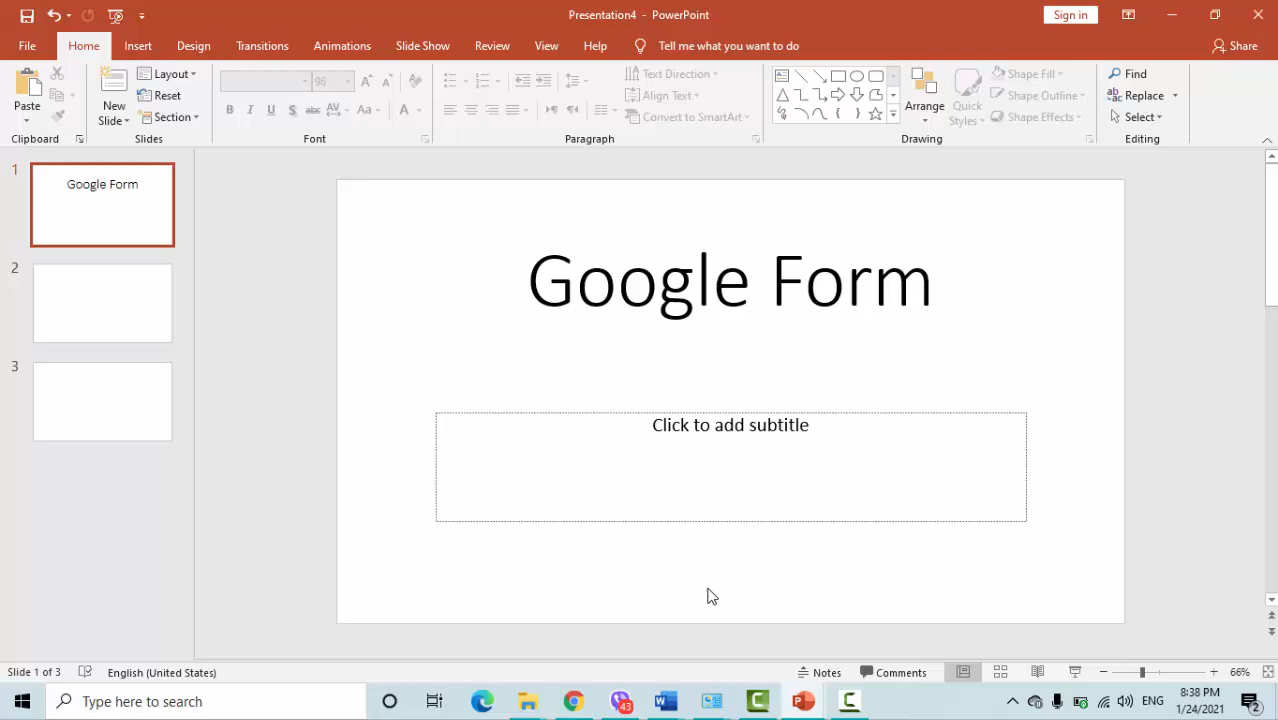 Presentation4 - PowerPoint
Sign in
File Home Insert Design Transitions Animations Slide Show Review View Help Tell me what you want to do Share
Paste
Clipboard
New
Slide
Layout
Reset
Section
Slides
96
B I U S abc AV Aa A
Font
Text Direction
Align Text
Convert to SmartArt
Paragraph
Arrange
Quick
Styles
Shape Fill
Shape Outline
Shape Effects
Drawing
Find
Replace
Select
Editing
1
Google Form
2
3
Google Form
Click to add subtitle
Slide 1 of 3 English (United States) Notes Comments 66%
Type here to search
43
ENG
8:38 PM
1/24/2021
2